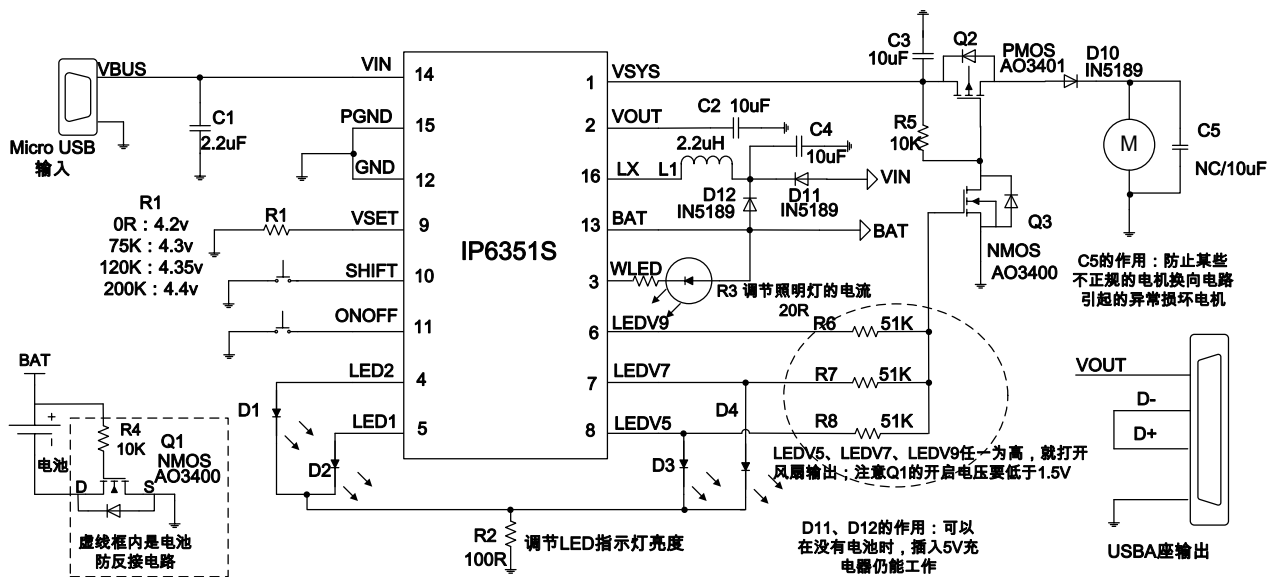 VBUS
Micro USB
输入
C1
2.2uF
VIN
14
PGND
15
GND
12
R1
0R：4.2v
75K：4.3v
120K：4.35v
200K：4.4v
R1
VSET
9
SHIFT
10
ONOFF
11
LED2
4
LED1
5
IP6351S
1
VSYS
2
VOUT
C2 10uF
16
LX
L1
2.2uH
C4
10uF
D12
IN5189
D11
IN5189
VIN
13
BAT
BAT
3
WLED
R3 调节照明灯的电流
20R
6
LEDV9
R6
51K
7
LEDV7
R7
51K
8
LEDV5
R8
51K
C3
10uF
Q2
PMOS
AO3401
D10
IN5189
R5
10K
M
C5
NC/10uF
Q3
NMOS
AO3400
C5的作用：防止某些
不正规的电机换向电路
引起的异常损坏电机
BAT
+
电池
R4
10K
Q1
NMOS
AO3400
D
S
虚线框内是电池
防反接电路
D1
D2
D3
D4
R2
100R
调节LED指示灯亮度
LEDV5、LEDV7、LEDV9任一为高，就打开
风扇输出；注意Q1的开启电压要低于1.5V
D11、D12的作用：可以
在没有电池时，插入5V充
电器仍能工作
VOUT
D-
D+
USBA座输出